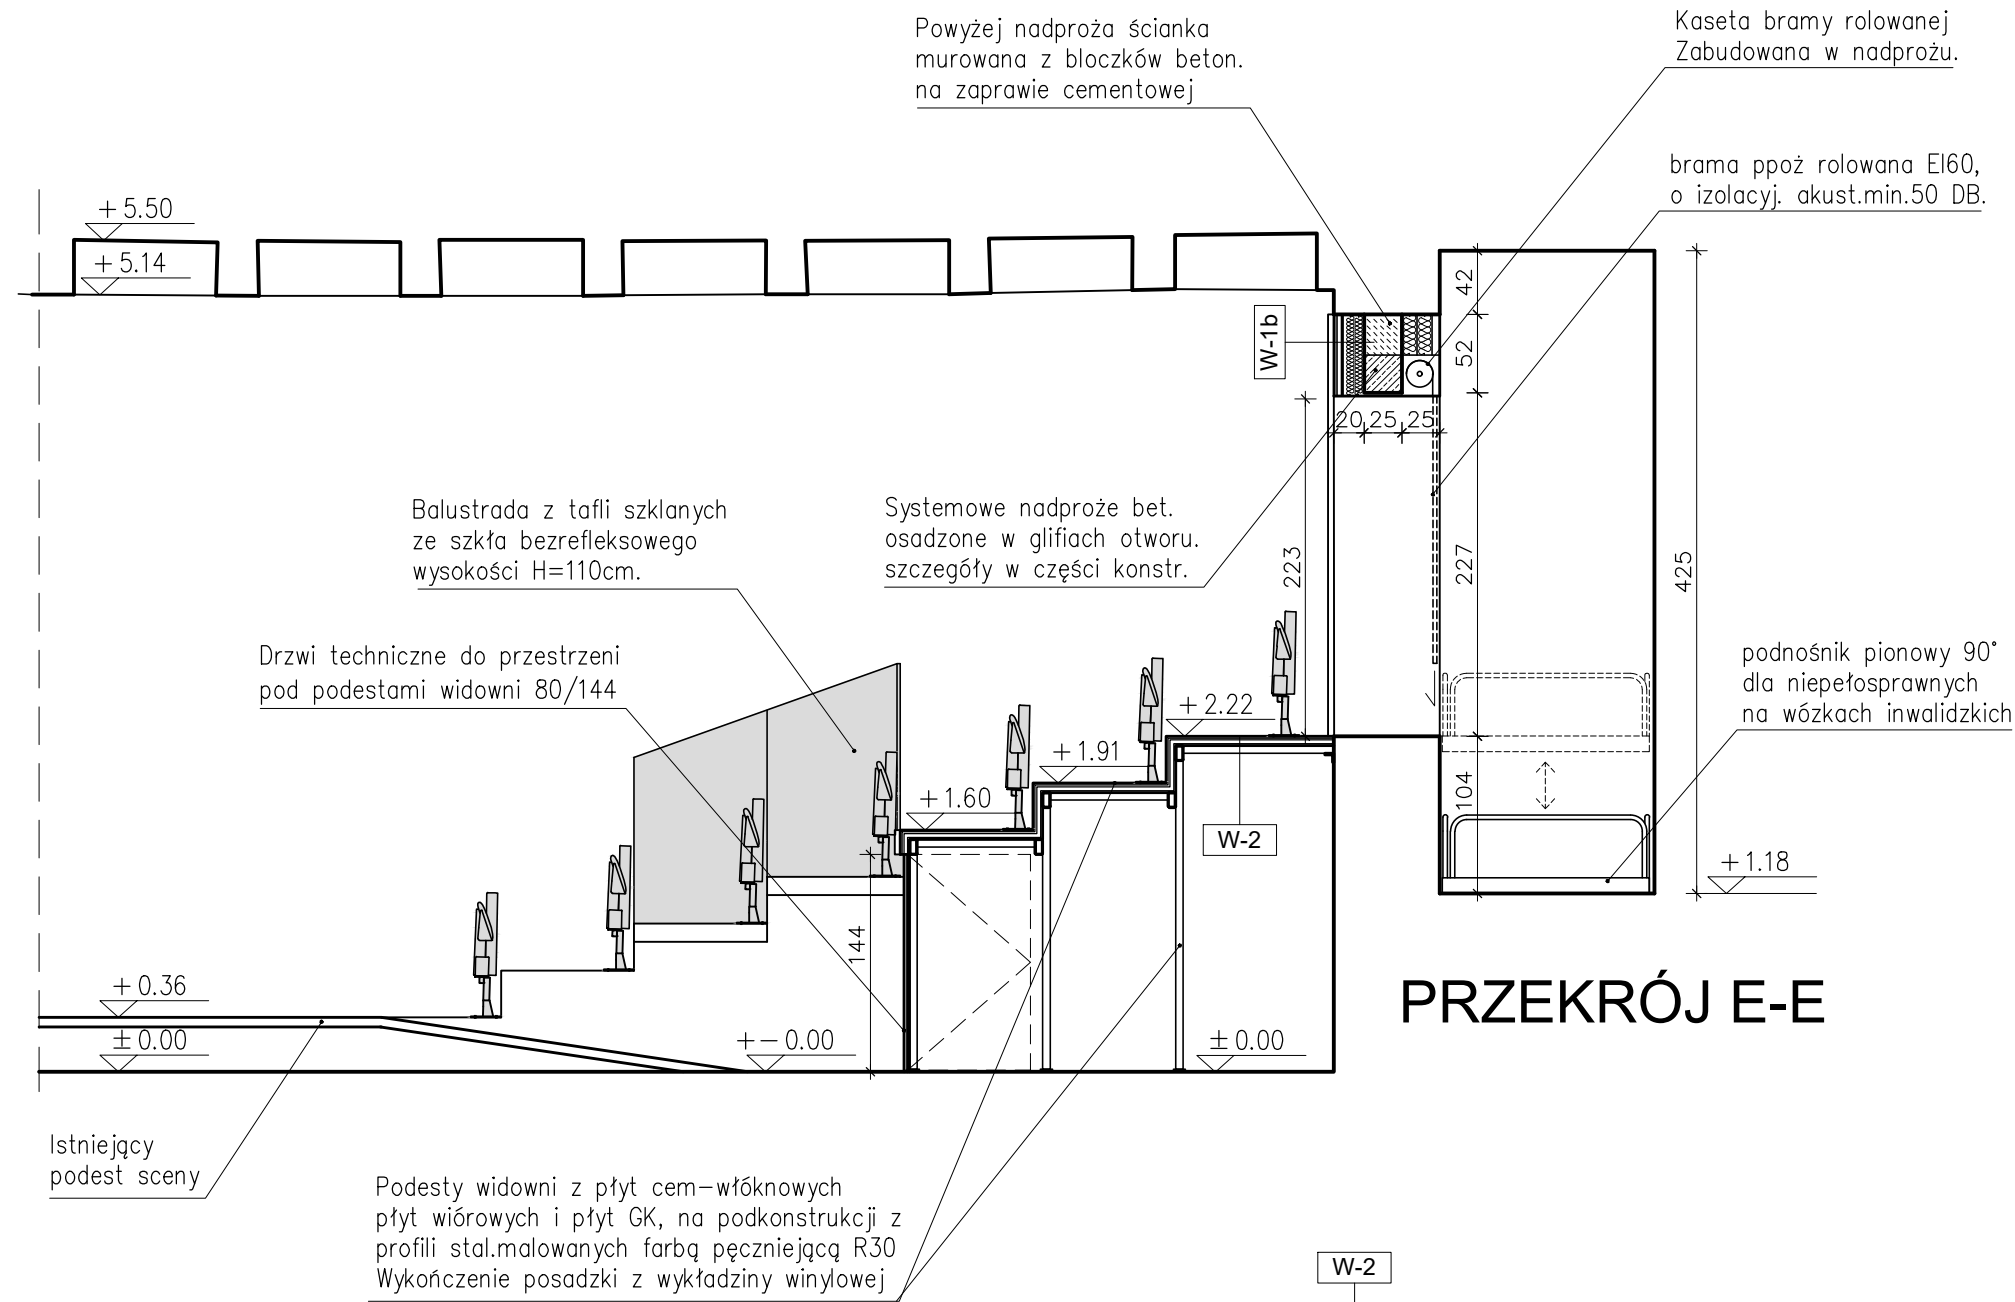 Powyżej nadproża ścianka
murowana z bloczków beton.
na zaprawie cementowej
Kaseta bramy rolowanej
Zabudowana w nadprożu.
brama ppoż rolowana EI60,
o izolacyj. akust.min.50 DB.
+5.50
+5.14
42
W-1b
52
20 25 25
Balustrada z tafli szklanych
ze szkła bezrefleksowego
wysokości H=110cm.
Systemowe nadproże bet.
osadzone w glifiach otworu.
szczegóły w części konstr.
223
227
425
Drzwi techniczne do przestrzeni
pod podestami widowni 80/144
podnośnik pionowy 90°
dla niepełosprawnych
na wózkach inwalidzkich
+2.22
+1.91
+1.60
104
W-2
+1.18
144
+0.36
±0.00
+-0.00
±0.00
PRZEKRÓJ E-E
Istniejący
podest sceny
Podesty widowni z płyt cem-włóknowych
płyt wiórowych i płyt GK, na podkonstrukcji z
profili stal.malowanych farbą pęczniejącą R30
Wykończenie posadzki z wykładziny winylowej
W-2